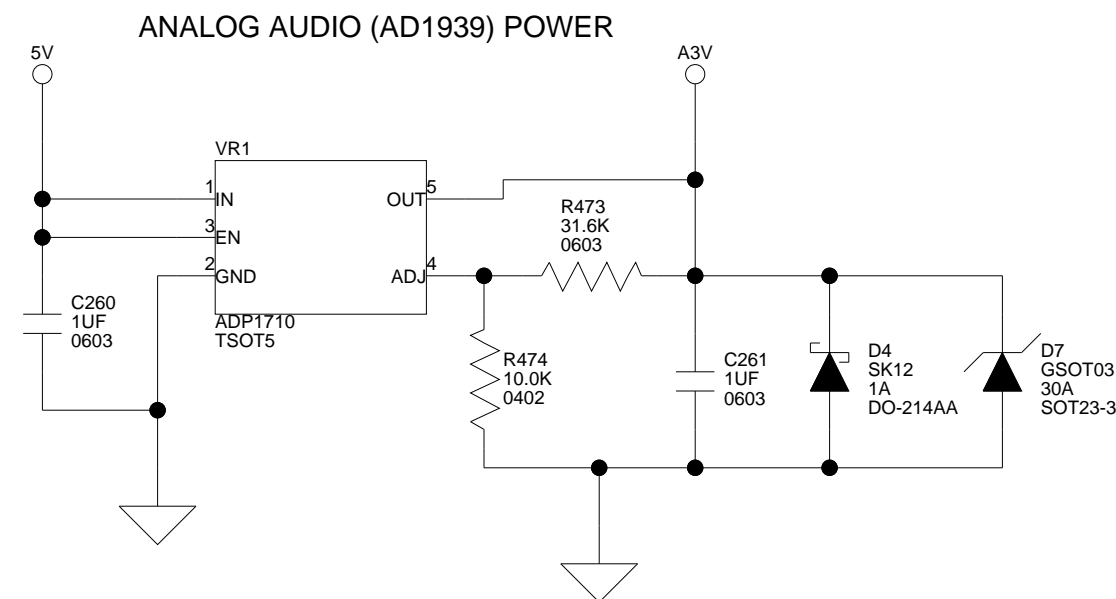 ANALOG AUDIO (AD1939) POWER
5V
A3V
VR1
1
IN
3
EN
2
GND
OUT
5
ADJ
4
ADP1710
TSOT5
R473
31.6K
0603
C260
1UF
0603
R474
10.0K
0402
C261
1UF
0603
D4
SK12
1A
DO-214AA
D7
GSOT03
30A
SOT23-3